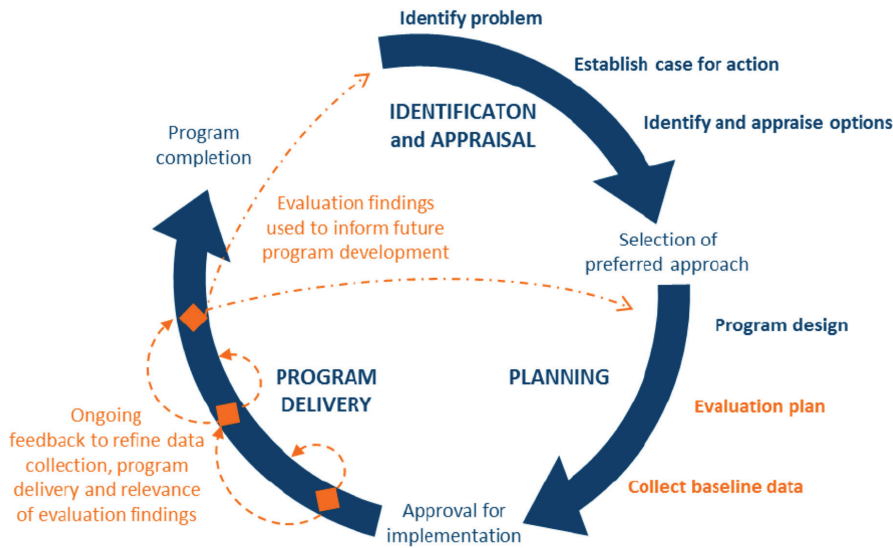 Identify problem
Establish case for action
IDENTIFICATON
and APPRAISAL
Identify and appraise options
Program
completion
Evaluation findings
used to inform future
program development
Selection of
preferred approach
Program design
PROGRAM
DELIVERY
PLANNING
Evaluation plan
Ongoing
feedback to refine data
collection, program
delivery and relevance
of evaluation findings
Collect baseline data
Approval for
implementation